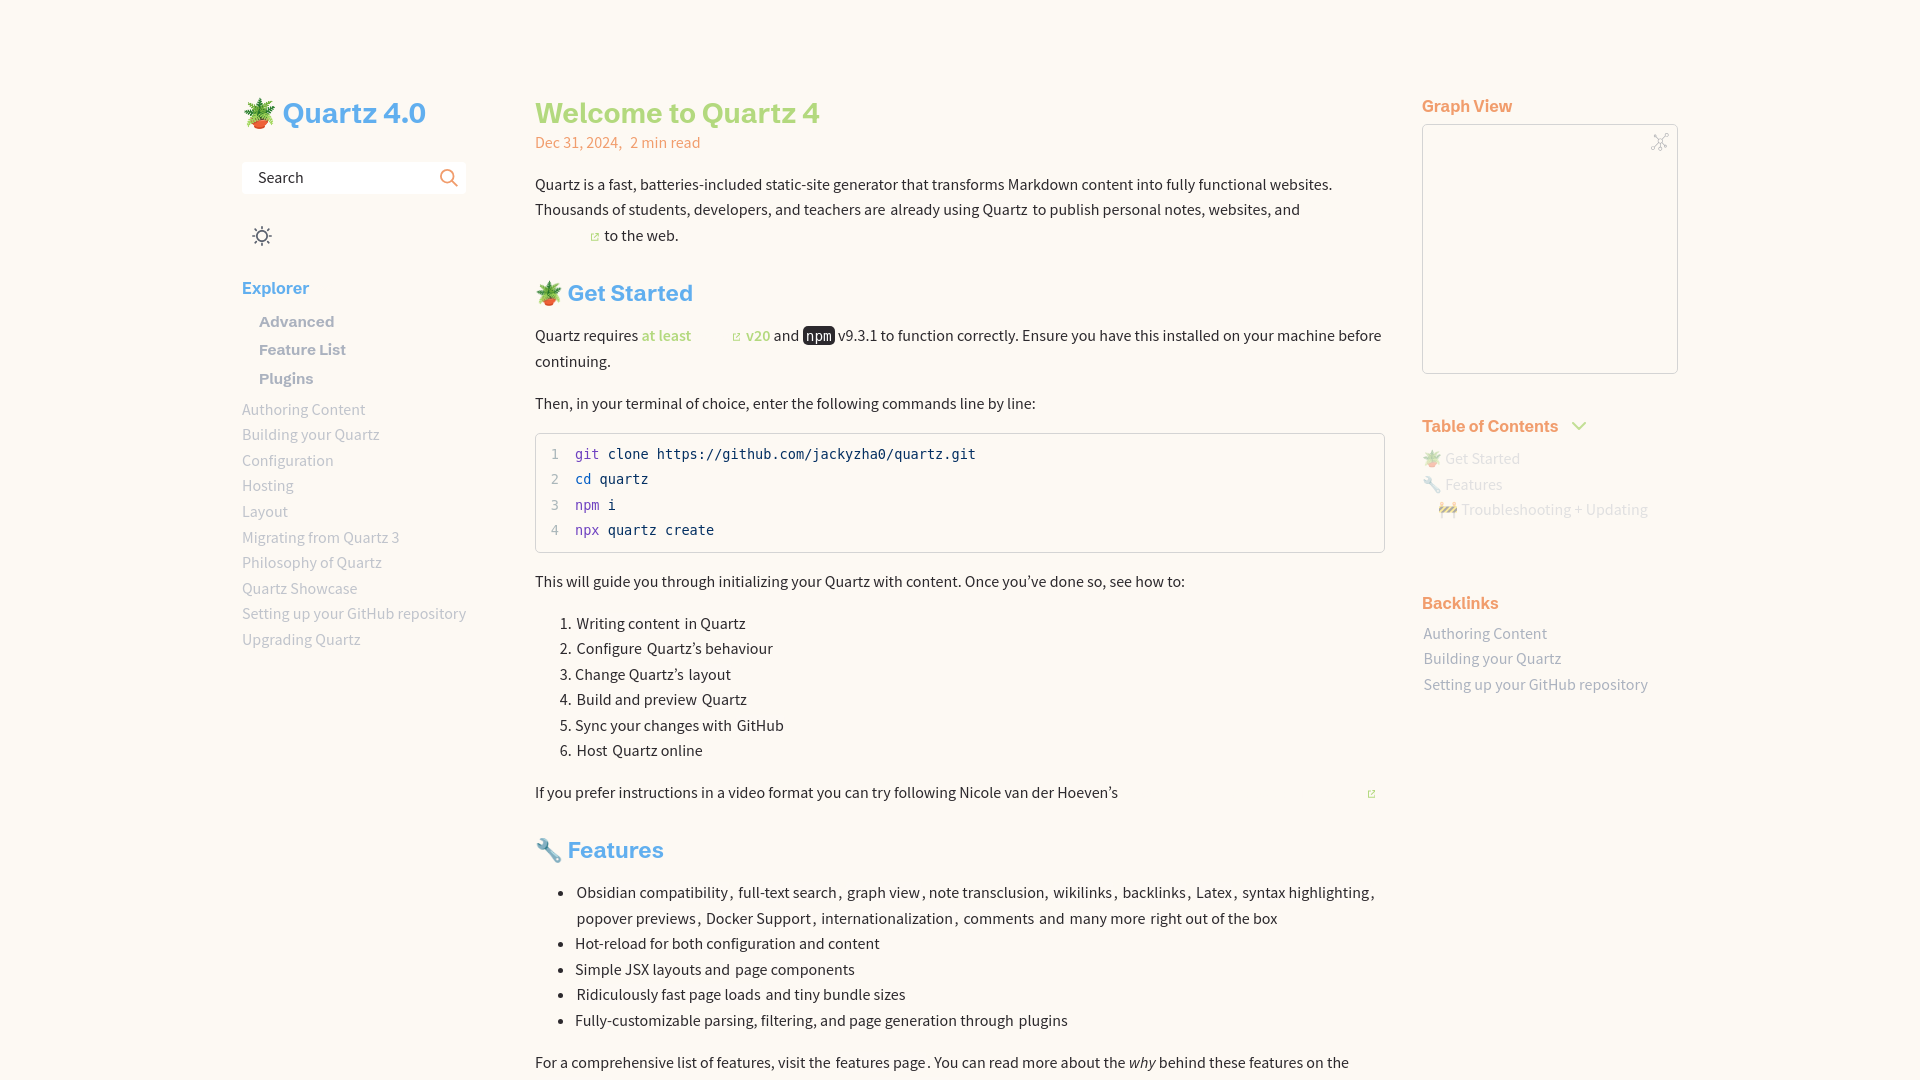 Quartz 4.0
Search
Explorer
Advanced
Feature List
Plugins
Authoring Content
Building your Quartz
Configuration
Hosting
Layout
Migrating from Quartz 3
Philosophy of Quartz
Quartz Showcase
Setting up your GitHub repository
Upgrading Quartz
Welcome to Quartz 4
Dec 31, 2024, 2 min read
Quartz is a fast, batteries-included static-site generator that transforms Markdown content into fully functional websites.
Thousands of students, developers, and teachers are already using Quartz to publish personal notes, websites, and
to the web.
🪴 Get Started
Quartz requires at least v20 and npm v9.3.1 to function correctly. Ensure you have this installed on your machine before
continuing.
Then, in your terminal of choice, enter the following commands line by line:
1 git clone https://github.com/jackyzha0/quartz.git
2 cd quartz
3 npm i
4 npx quartz create
This will guide you through initializing your Quartz with content. Once you’ve done so, see how to:
1. Writing content in Quartz
2. Configure Quartz’s behaviour
3. Change Quartz’s layout
4. Build and preview Quartz
5. Sync your changes with GitHub
6. Host Quartz online
If you prefer instructions in a video format you can try following Nicole van der Hoeven’s
🔧 Features
• Obsidian compatibility, full-text search, graph view, note transclusion, wikilinks, backlinks, Latex, syntax highlighting,
popover previews, Docker Support, internationalization, comments and many more right out of the box
• Hot-reload for both configuration and content
• Simple JSX layouts and page components
• Ridiculously fast page loads and tiny bundle sizes
• Fully-customizable parsing, filtering, and page generation through plugins
For a comprehensive list of features, visit the features page. You can read more about the why behind these features on the
Graph View
Table of Contents
🪴 Get Started
🔧 Features
🚧 Troubleshooting + Updating
Backlinks
Authoring Content
Building your Quartz
Setting up your GitHub repository